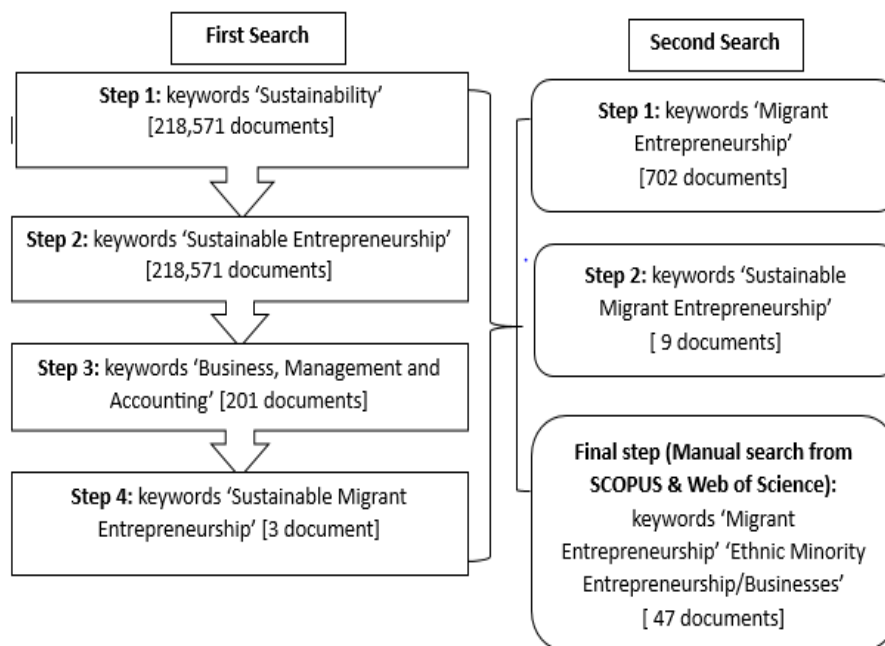 First Search
Step 1: keywords ‘Sustainability’
[218,571 documents]
Step 2: keywords ‘Sustainable Entrepreneurship’
[218,571 documents]
Step 3: keywords ‘Business, Management and
Accounting’ [201 documents]
Step 4: keywords ‘Sustainable Migrant
Entrepreneurship’ [3 document]
Second Search
Step 1: keywords ‘Migrant
Entrepreneurship’
[702 documents]
Step 2: keywords ‘Sustainable
Migrant Entrepreneurship’
[ 9 documents]
Final step (Manual search from
SCOPUS & Web of Science):
keywords ‘Migrant
Entrepreneurship’ ‘Ethnic Minority
Entrepreneurship/Businesses’
[ 47 documents]